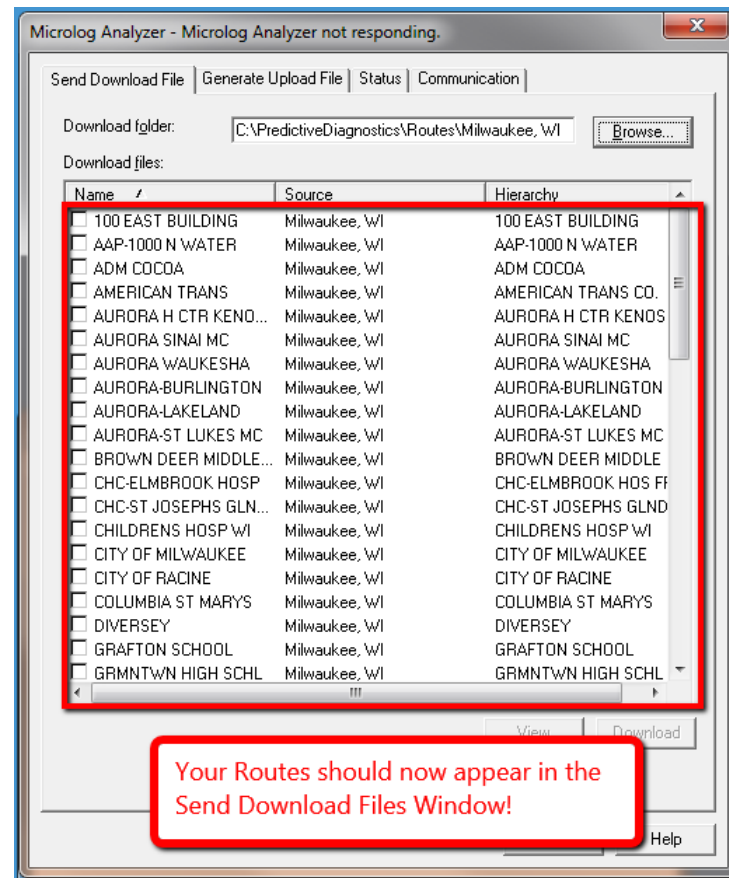 Microlog Analyzer - Microlog Analyzer not responding.
Send Download File Generate Upload File Status Communication
Download folder: C:\PredictiveDiagnostics\Routes\Milwaukee, WI Browse...
Download files:
Name Source Hierarchy
100 EAST BUILDING Milwaukee, WI 100 EAST BUILDING
AAP-1000 N WATER Milwaukee, WI AAP-1000 N WATER
ADM COCOA Milwaukee, WI ADM COCOA
AMERICAN TRANS Milwaukee, WI AMERICAN TRANS CO.
AURORA H CTR KENO... Milwaukee, WI AURORA H CTR KENOS
AURORA SINAI MC Milwaukee, WI AURORA SINAI MC
AURORA WAUKESHA Milwaukee, WI AURORA WAUKESHA
AURORA-BURLINGTON Milwaukee, WI AURORA-BURLINGTON
AURORA-LAKELAND Milwaukee, WI AURORA-LAKELAND
AURORA-ST LUKES MC Milwaukee, WI AURORA-ST LUKES MC
BROWN DEER MIDDLE... Milwaukee, WI BROWN DEER MIDDLE
CHC-ELMBROOK HOSP Milwaukee, WI CHC-ELMBROOK HOS FF
CHC-ST JOSEPHS GLN... Milwaukee, WI CHC-ST JOSEPHS GLND
CHILDRENS HOSP WI Milwaukee, WI CHILDRENS HOSP WI
CITY OF MILWAUKEE Milwaukee, WI CITY OF MILWAUKEE
CITY OF RACINE Milwaukee, WI CITY OF RACINE
COLUMBIA ST MARYS Milwaukee, WI COLUMBIA ST MARYS
DIVERSEY Milwaukee, WI DIVERSEY
GRAFTON SCHOOL Milwaukee, WI GRAFTON SCHOOL
GRMNTWN HIGH SCHL Milwaukee, WI GRMNTWN HIGH SCHL
View Download
Your Routes should now appear in the
Send Download Files Window!
Help